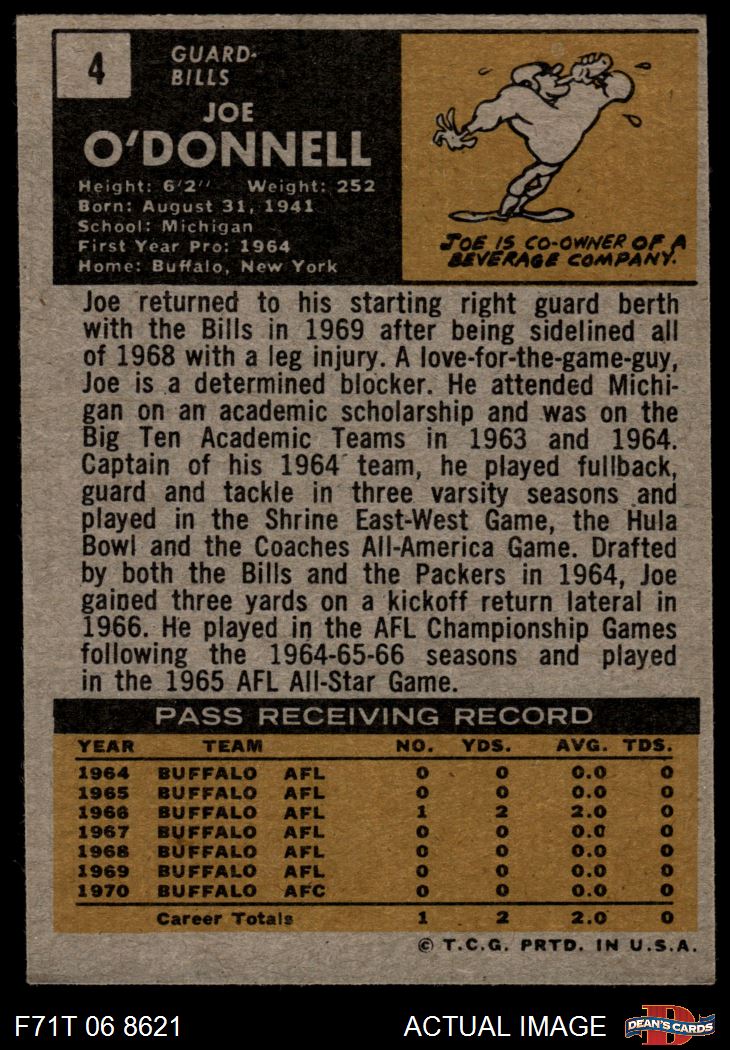 4
GUARD-
BILLS
JOE
O'DONNELL
Height: 6'2'' Weight: 252
Born: August 31, 1941
School: Michigan
First Year Pro: 1964
Home: Buffalo, New York
JOE IS CO-OWNER OF A
BEVERAGE COMPANY.
Joe returned to his starting right guard berth
with the Bills in 1969 after being sidelined all
of 1968 with a leg injury. A love-for-the-game-guy,
Joe is a determined blocker. He attended Michi-
gan on an academic scholarship and was on the
Big Ten Academic Teams in 1963 and 1964.
Captain of his 1964 team, he played fullback,
guard and tackle in three varsity seasons and
played in the Shrine East-West Game, the Hula
Bowl and the Coaches All-America Game. Drafted
by both the Bills and the Packers in 1964, Joe
gained three yards on a kickoff return lateral in
1966. He played in the AFL Championship Games
following the 1964-65-66 seasons and played
in the 1965 AFL All-Star Game.
PASS RECEIVING RECORD
YEAR TEAM NO. YDS. AVG. TDS.
1964 BUFFALO AFL 0 0 0.0 0
1965 BUFFALO AFL 0 0 0.0 0
1966 BUFFALO AFL 1 2 2.0 0
1967 BUFFALO AFL 0 0 0.0 0
1968 BUFFALO AFL 0 0 0.0 0
1969 BUFFALO AFL 0 0 0.0 0
1970 BUFFALO AFC 0 0 0.0 0
Career Totals 1 2 2.0 0
© T.C.G. PRTD. IN U.S.A.
F71T 06 8621 ACTUAL IMAGE DEAN'S CARDS